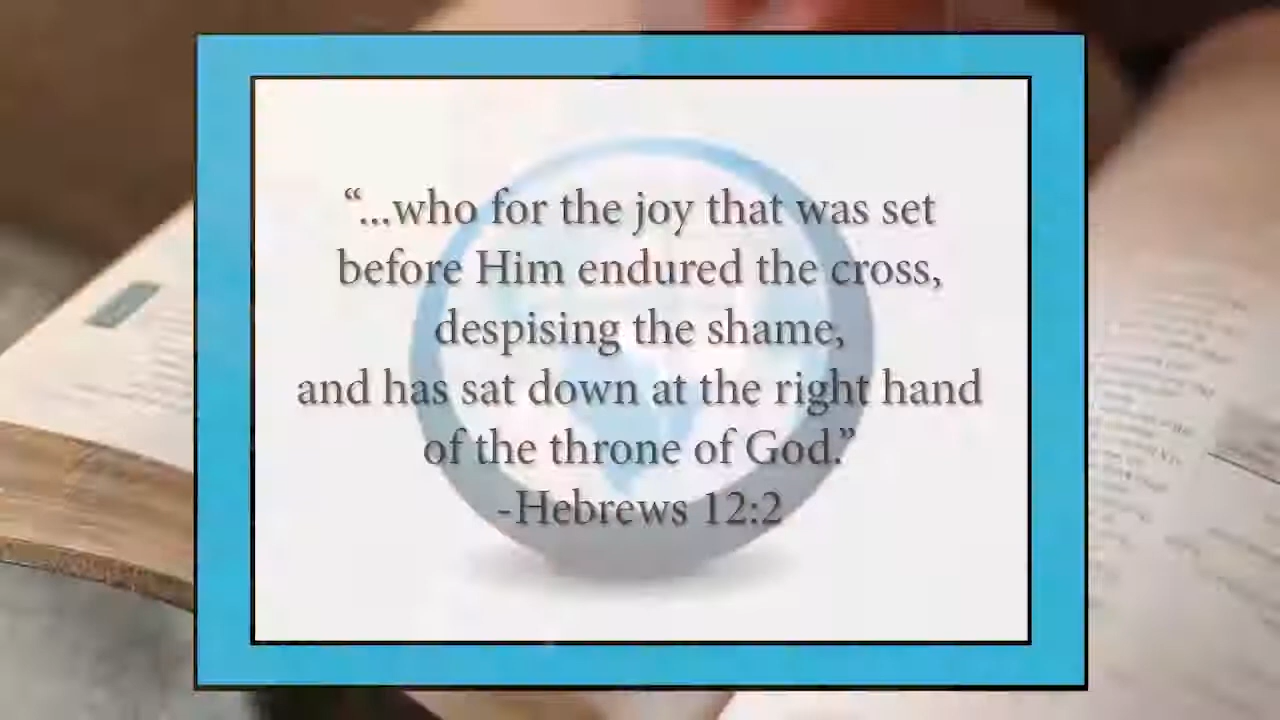 “...who for the joy that was set
before Him endured the cross,
despising the shame,
and has sat down at the right hand
of the throne of God.”
-Hebrews 12:2